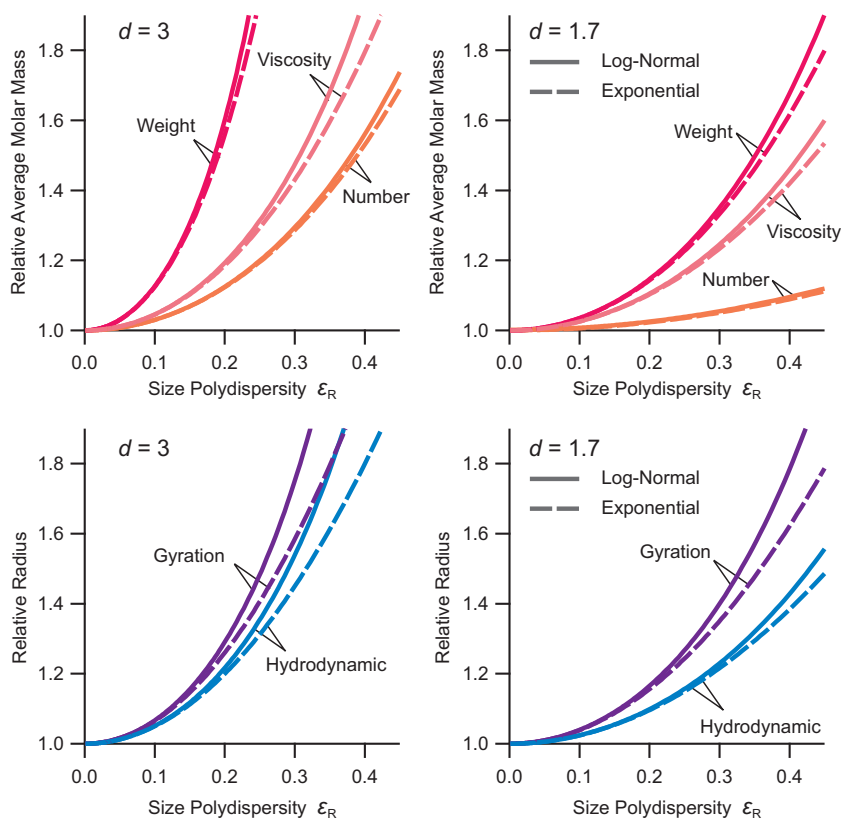 d = 3
Relative Average Molar Mass
1.8
1.6
1.4
1.2
1.0
Viscosity
Weight
Number
0.0 0.1 0.2 0.3 0.4
Size Polydispersity εR
d = 1.7
Log-Normal
Exponential
Relative Average Molar Mass
1.8
1.6
1.4
1.2
1.0
Weight
Viscosity
Number
0.0 0.1 0.2 0.3 0.4
Size Polydispersity εR
d = 3
Relative Radius
1.8
1.6
1.4
1.2
1.0
Gyration
Hydrodynamic
0.0 0.1 0.2 0.3 0.4
Size Polydispersity εR
d = 1.7
Log-Normal
Exponential
Relative Radius
1.8
1.6
1.4
1.2
1.0
Gyration
Hydrodynamic
0.0 0.1 0.2 0.3 0.4
Size Polydispersity εR